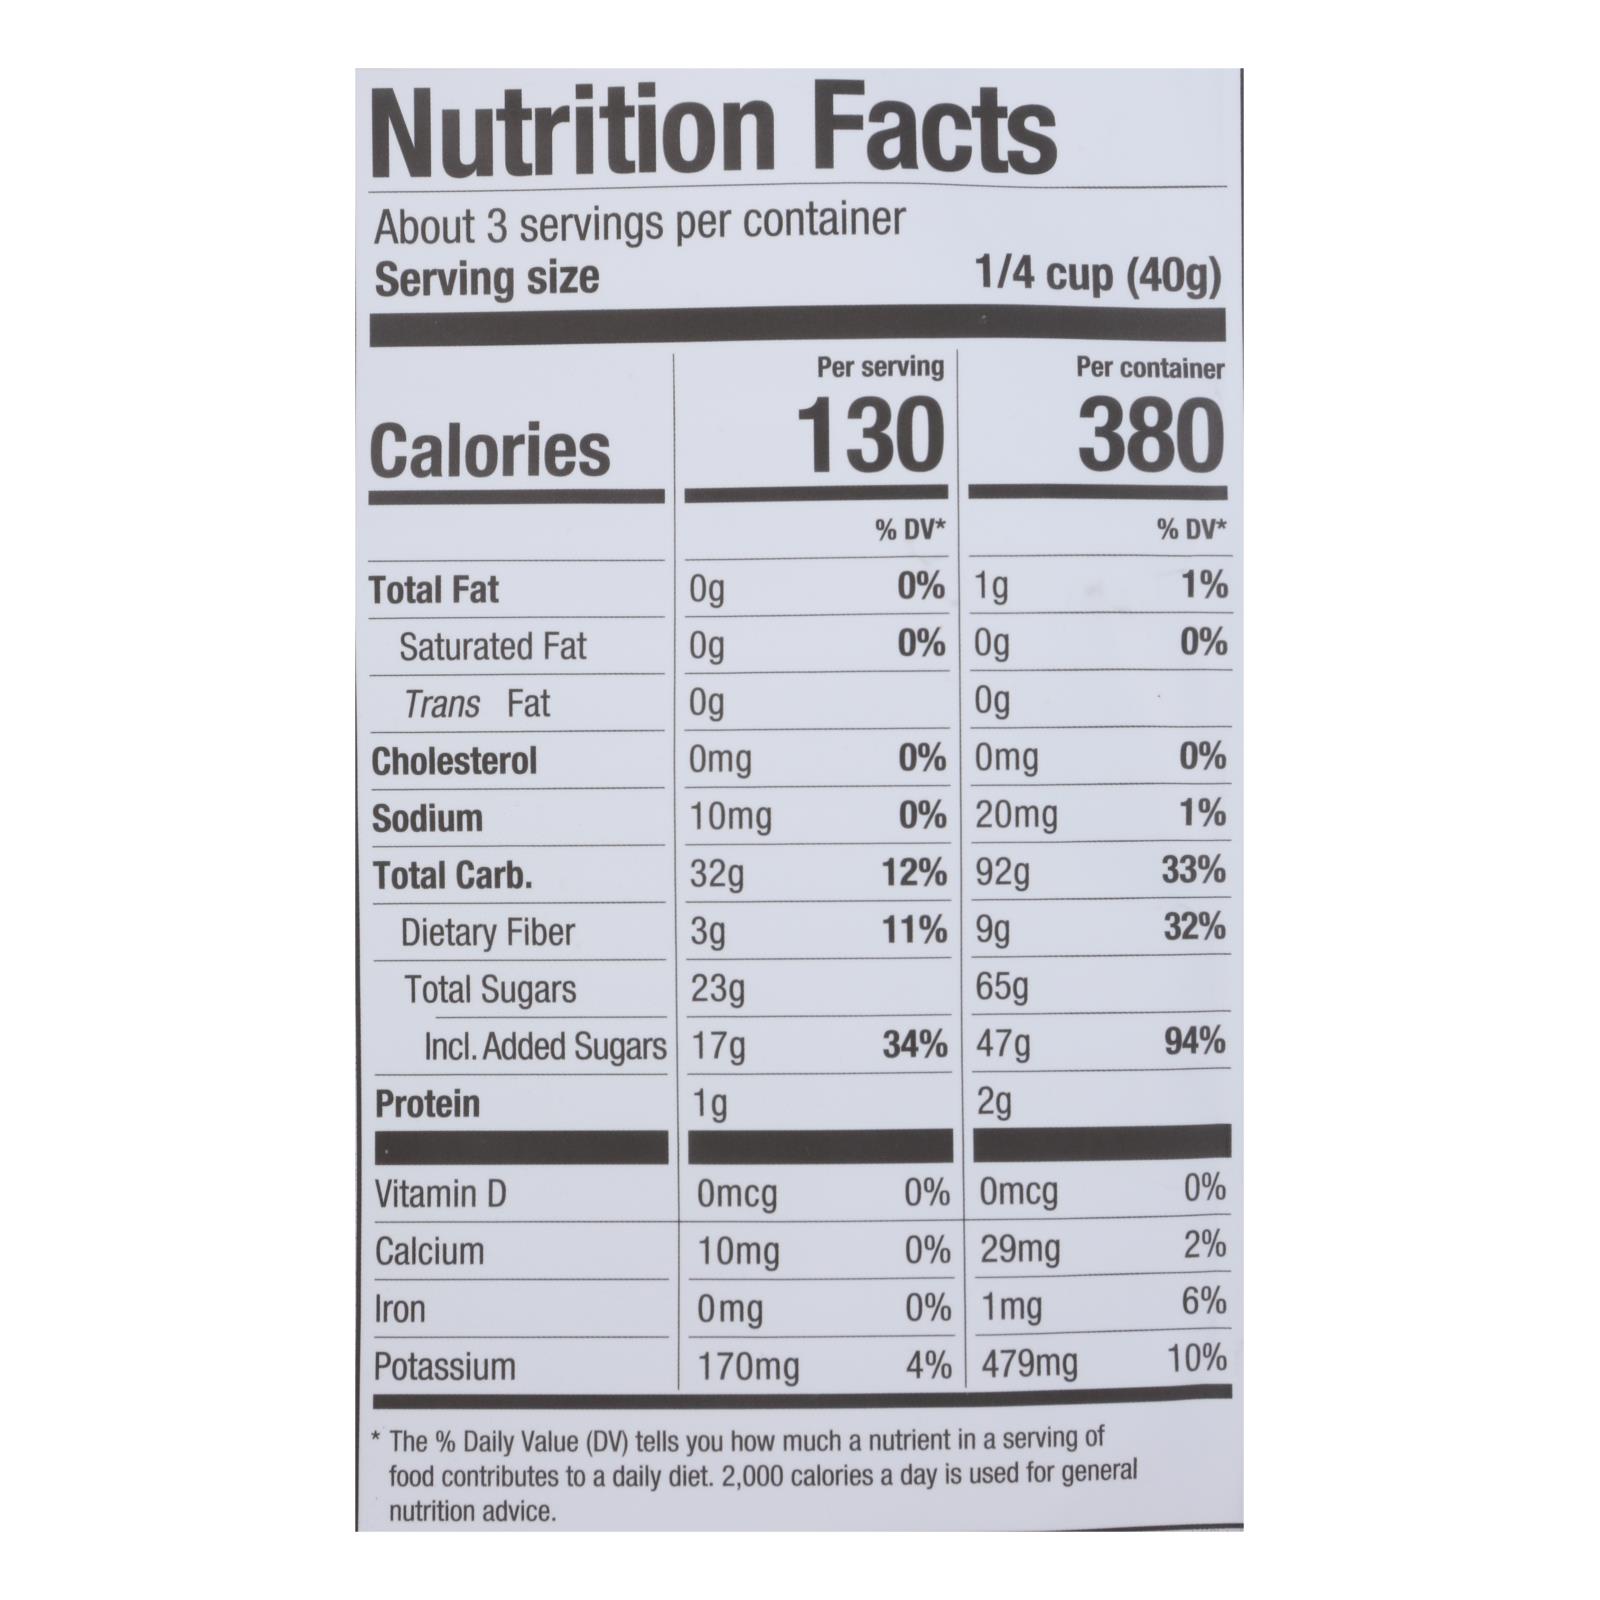 Nutrition Facts
About 3 servings per container
Serving size 1/4 cup (40g)
Per serving Per container
Calories 130 380
% DV* % DV*
Total Fat 0g 0% 1g 1%
Saturated Fat 0g 0% 0g 0%
Trans Fat 0g 0g
Cholesterol 0mg 0% 0mg 0%
Sodium 10mg 0% 20mg 1%
Total Carb. 32g 12% 92g 33%
Dietary Fiber 3g 11% 9g 32%
Total Sugars 23g 65g
Incl. Added Sugars 17g 34% 47g 94%
Protein 1g 2g
Vitamin D 0mcg 0% 0mcg 0%
Calcium 10mg 0% 29mg 2%
Iron 0mg 0% 1mg 6%
Potassium 170mg 4% 479mg 10%
* The % Daily Value (DV) tells you how much a nutrient in a serving of
food contributes to a daily diet. 2,000 calories a day is used for general
nutrition advice.